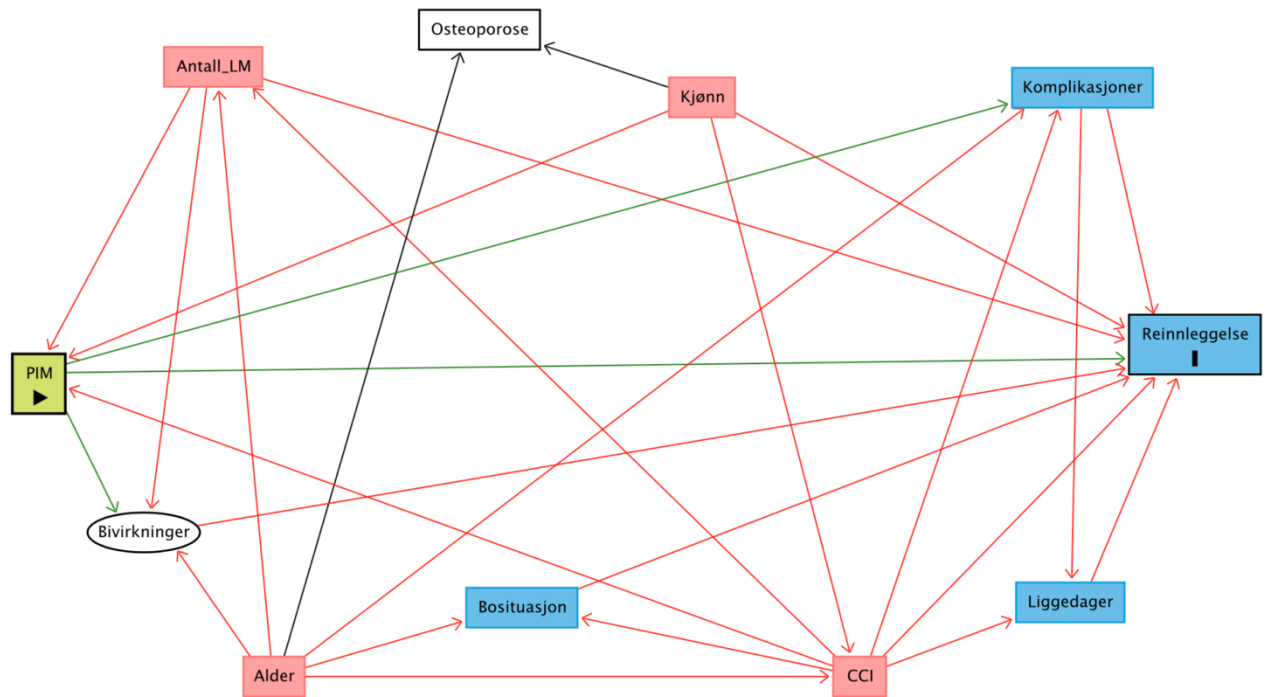 Osteoporose
Antall_LM
Kjønn
Komplikasjoner
Reinnleggelse
PIM
Bivirkninger
Bosituasjon
Liggedager
Alder
CCI